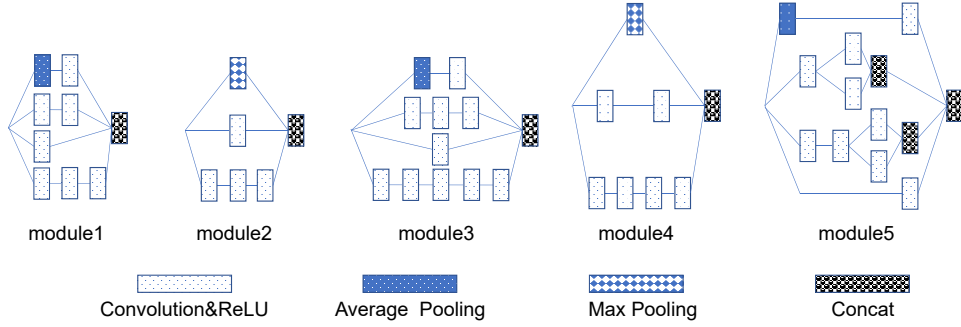 module1 module2 module3 module4 module5
Convolution&ReLU Average Pooling Max Pooling Concat